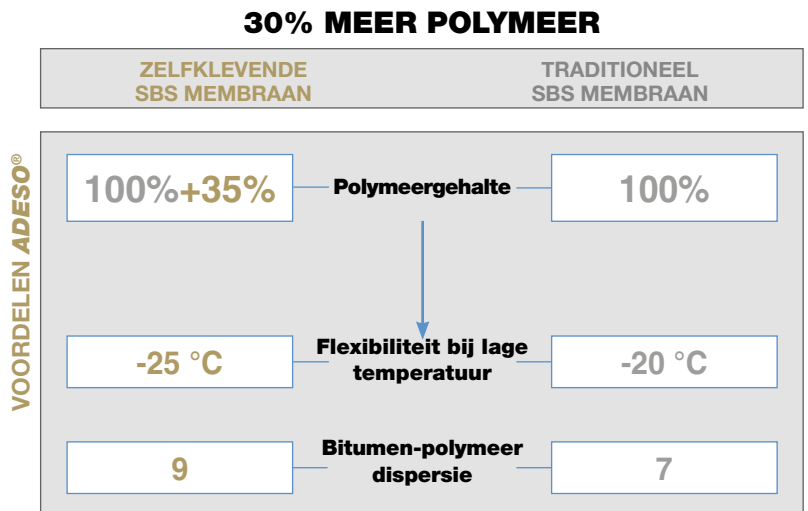 30% MEER POLYMEER
ZELFKLEVENDE
SBS MEMBRAAN
TRADITIONEEL
SBS MEMBRAAN
VOORDELEN ADESO®
100%+35%
Polymeergehalte
100%
-25 °C
Flexibiliteit bij lage
temperatuur
-20 °C
9
Bitumen-polymeer
dispersie
7